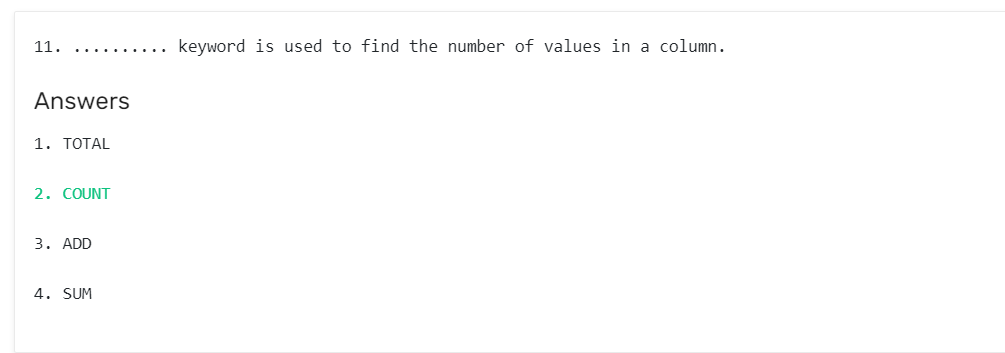 11. .......... keyword is used to find the number of values in a column.
Answers
1. TOTAL
2. COUNT
3. ADD
4. SUM